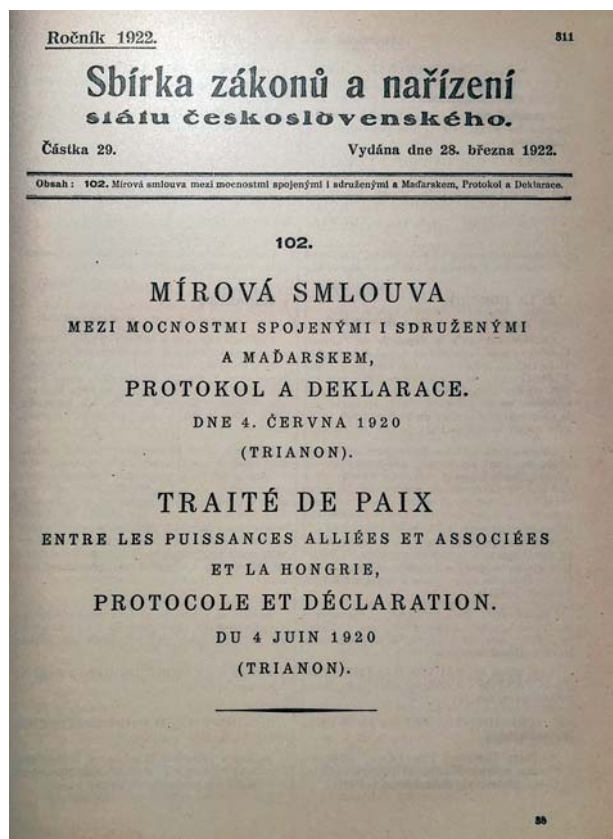 Ročník 1922.
311
Sbírka zákonů a nařízení
státu československého.
Částka 29.
Vydána dne 28. března 1922.
Obsah: 102. Mírová smlouva mezi mocnostmi spojenými i sdruženými a Maďarskem, Protokol a Deklarace.
102.
MÍROVÁ SMLOUVA
MEZI MOCNOSTMI SPOJENÝMI I SDRUŽENÝMI
A MAĎARSKEM,
PROTOKOL A DEKLARACE.
DNE 4. ČERVNA 1920
(TRIANON).
TRAITÉ DE PAIX
ENTRE LES PUISSANCES ALLIÉES ET ASSOCIÉES
ET LA HONGRIE,
PROTOCOLE ET DÉCLARATION.
DU 4 JUIN 1920
(TRIANON).